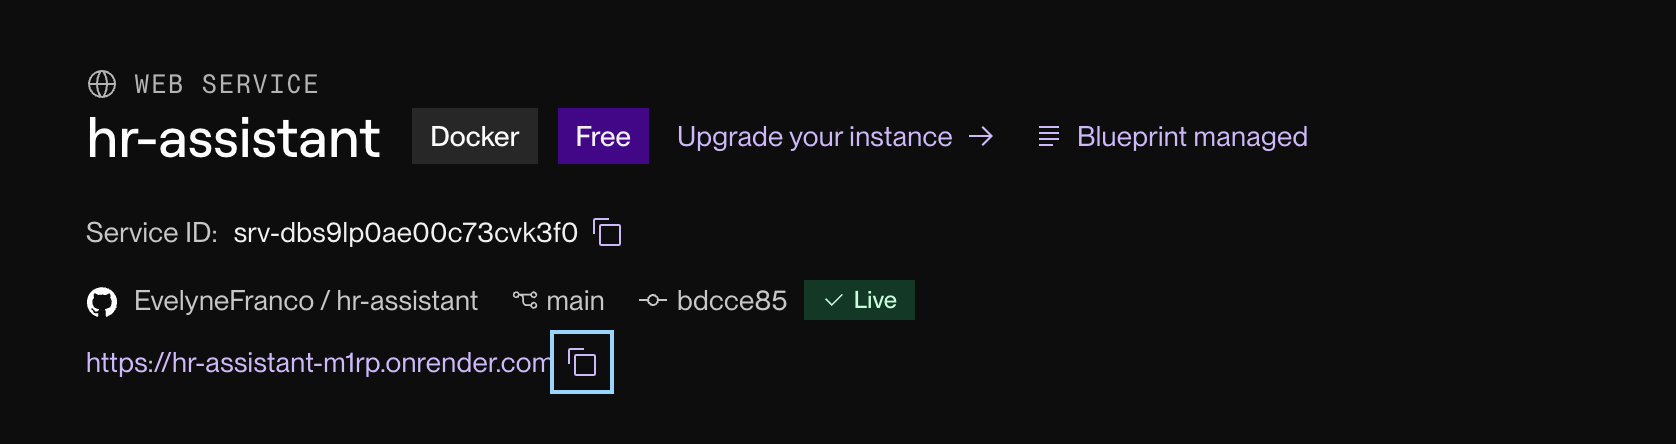 WEB SERVICE
hr-assistant Docker Free Upgrade your instance → Blueprint managed
Service ID: srv-dbs9lp0ae00c73cvk3f0
EvelyneFranco / hr-assistant main bdcce85 ✓ Live
https://hr-assistant-m1rp.onrender.com